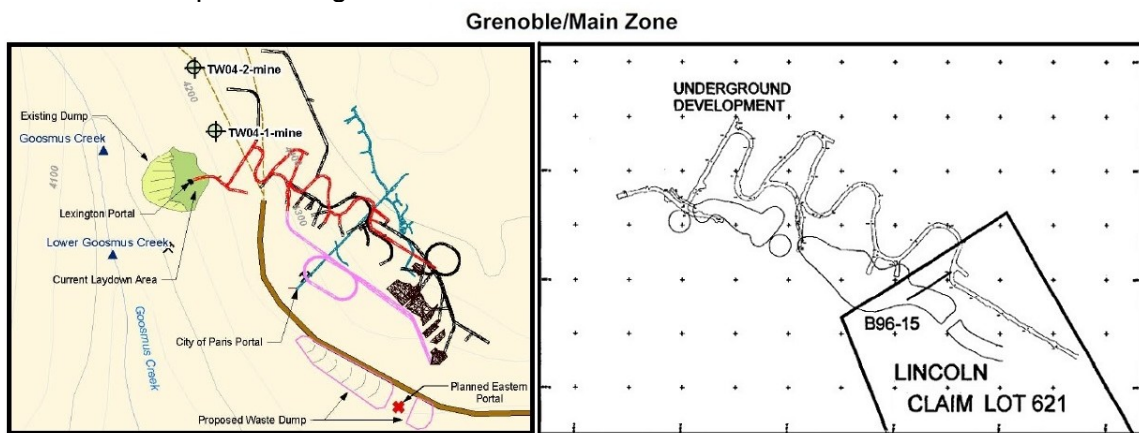 Grenoble/Main Zone
TW04-2-mine
4200
Existing Dump
Goosmus Creek
TW04-1-mine
4100
Lexington Portal
4300
Lower Goosmus Creek
Current Laydown Area
Goosmus Creek
City of Paris Portal
Planned Eastern
Portal
Proposed Waste Dump
UNDERGROUND
DEVELOPMENT
B96-15
LINCOLN
CLAIM LOT 621